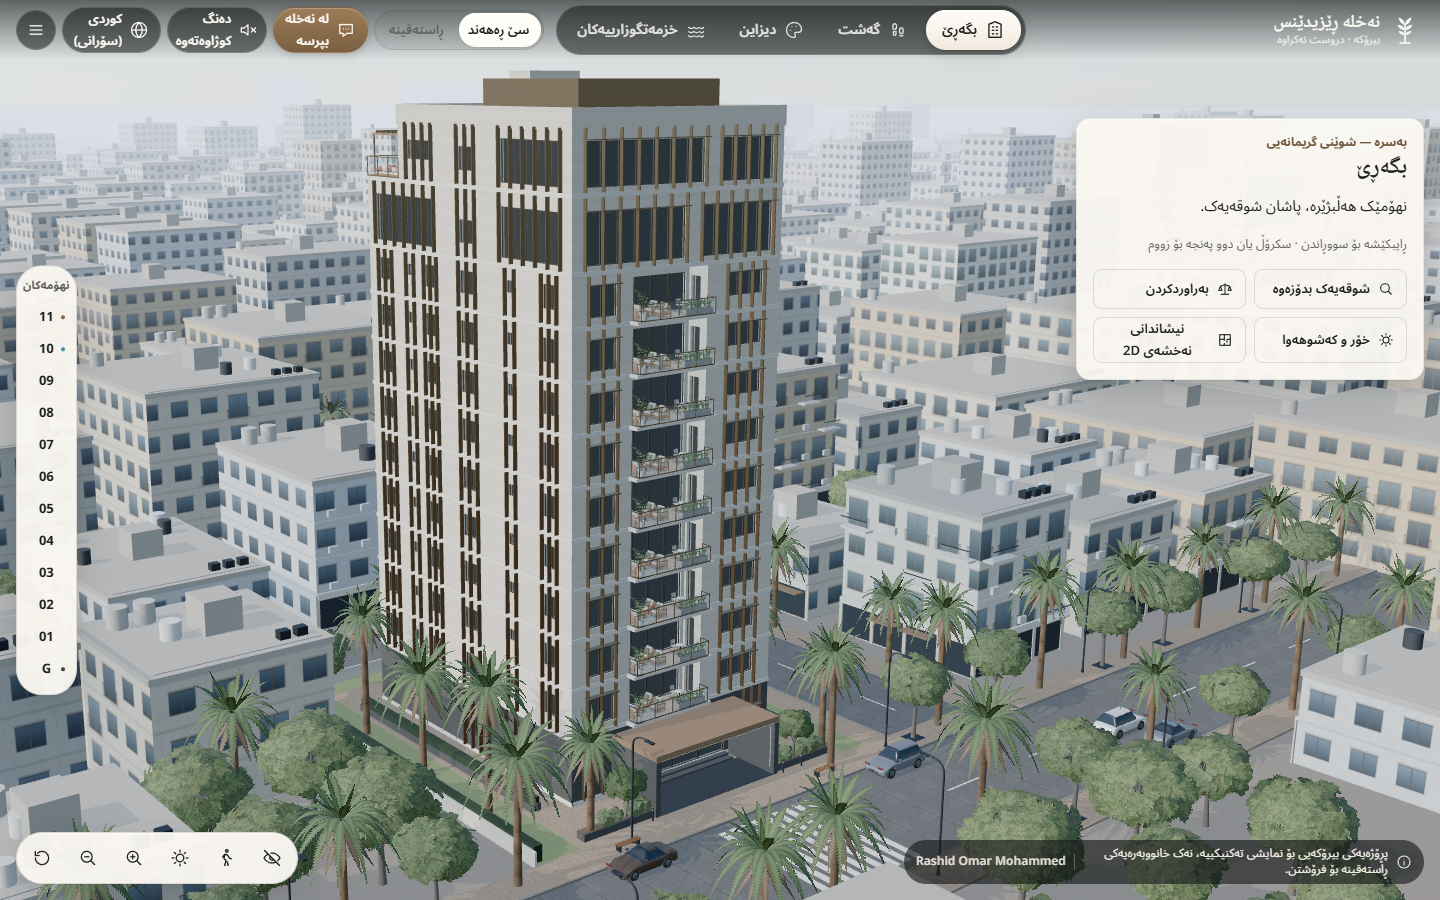 نەخلە ڕێزیدێنس
بیرۆکە · دروست نەکراوە
بگەڕێ
گەشت
دیزاین
خزمەتگوزارییەکان
سێ ڕەهەند
ڕاستەقینە
لە نەخلە
بپرسە
دەنگ
کوژاوەتەوە
کوردی
(سۆرانی)
بەسرە — شوێنی گریمانەیی
بگەڕێ
نهۆمێک هەڵبژێرە، پاشان شوقەیەک.
ڕایبکێشە بۆ سووڕاندن · سکرۆڵ یان دوو پەنجە بۆ زووم
شوقەیەک بدۆزەوە
بەراوردکردن
خۆر و کەشوهەوا
نیشاندانی
نەخشەی 2D
نهۆمەکان
11
10
09
08
07
06
05
04
03
02
01
G
پڕۆژەیەکی بیرۆکەیی بۆ نمایشی تەکنیکییە، نەک خانووبەرەیەکی
ڕاستەقینە بۆ فرۆشتن.
Rashid Omar Mohammed